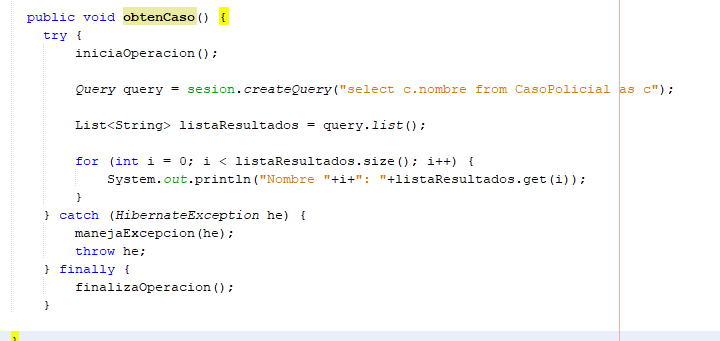 public void obtenCaso() {
try {
iniciaOperacion();
Query query = sesion.createQuery("select c.nombre from CasoPolicial as c");
List<String> listaResultados = query.list();
for (int i = 0; i < listaResultados.size(); i++) {
System.out.println("Nombre "+i+": "+listaResultados.get(i));
}
} catch (HibernateException he) {
manejaExcepcion(he);
throw he;
} finally {
finalizaOperacion();
}
}